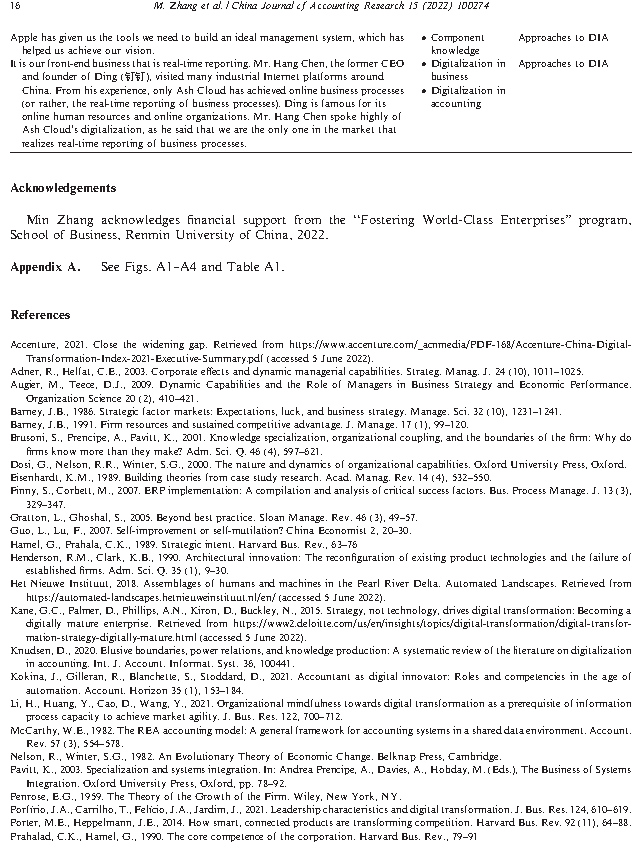 16
M. Zhang et al. / China Journal of Accounting Research 15 (2022) 100274
Apple has given us the tools we need to build an ideal management system, which has
helped us achieve our vision.
• Component
knowledge
Approaches to DIA
It is our front-end business that is real-time reporting. Mr. Hang Chen, the former CEO
and founder of Ding (钉钉), visited many industrial Internet platforms around
China. From his experience, only Ash Cloud has achieved online business processes
(or rather, the real-time reporting of business processes). Ding is famous for its
online human resources and online organizations. Mr. Hang Chen spoke highly of
Ash Cloud's digitalization, as he said that we are the only one in the market that
realizes real-time reporting of business processes.
• Digitalization in
business
• Digitalization in
accounting
Approaches to DIA
Acknowledgements
Min Zhang acknowledges financial support from the "Fostering World-Class Enterprises" program,
School of Business, Renmin University of China, 2022.
Appendix A. See Figs. A1–A4 and Table A1.
References
Accenture, 2021. Close the widening gap. Retrieved from https://www.accenture.com/_acnmedia/PDF-168/Accenture-China-Digital-
Transformation-Index-2021-Executive-Summary.pdf (accessed 5 June 2022).
Adner, R., Helfat, C.E., 2003. Corporate effects and dynamic managerial capabilities. Strateg. Manag. J. 24 (10), 1011–1025.
Augier, M., Teece, D.J., 2009. Dynamic Capabilities and the Role of Managers in Business Strategy and Economic Performance.
Organization Science 20 (2), 410–421.
Barney, J.B., 1986. Strategic factor markets: Expectations, luck, and business strategy. Manage. Sci. 32 (10), 1231–1241.
Barney, J.B., 1991. Firm resources and sustained competitive advantage. J. Manage. 17 (1), 99–120.
Brusoni, S., Prencipe, A., Pavitt, K., 2001. Knowledge specialization, organizational coupling, and the boundaries of the firm: Why do
firms know more than they make? Adm. Sci. Q. 46 (4), 597–621.
Dosi, G., Nelson, R.R., Winter, S.G., 2000. The nature and dynamics of organizational capabilities. Oxford University Press, Oxford.
Eisenhardt, K.M., 1989. Building theories from case study research. Acad. Manag. Rev. 14 (4), 532–550.
Finny, S., Corbett, M., 2007. ERP implementation: A compilation and analysis of critical success factors. Bus. Process Manage. J. 13 (3),
329–347.
Gratton, L., Ghoshal, S., 2005. Beyond best practice. Sloan Manage. Rev. 46 (3), 49–57.
Guo, L., Lu, F., 2007. Self-improvement or self-mutilation? China Economist 2, 20–30.
Hamel, G., Prahala, C.K., 1989. Strategic intent. Harvard Bus. Rev., 63–76
Henderson, R.M., Clark, K.B., 1990. Architectural innovation: The reconfiguration of existing product technologies and the failure of
established firms. Adm. Sci. Q. 35 (1), 9–30.
Het Nieuwe Instituut, 2018. Assemblages of humans and machines in the Pearl River Delta. Automated Landscapes. Retrieved from
https://automated-landscapes.hetnieuweinstituut.nl/en/ (accessed 5 June 2022).
Kane, G.C., Palmer, D., Phillips, A.N., Kiron, D., Buckley, N., 2015. Strategy, not technology, drives digital transformation: Becoming a
digitally mature enterprise. Retrieved from https://www2.deloitte.com/us/en/insights/topics/digital-transformation/digital-transfor-
mation-strategy-digitally-mature.html (accessed 5 June 2022).
Knudsen, D., 2020. Elusive boundaries, power relations, and knowledge production: A systematic review of the literature on digitalization
in accounting. Int. J. Account. Informat. Syst. 36, 100441.
Kokina, J., Gilleran, R., Blanchette, S., Stoddard, D., 2021. Accountant as digital innovator: Roles and competencies in the age of
automation. Account. Horizon 35 (1), 153–184.
Li, H., Huang, Y., Cao, D., Wang, Y., 2021. Organizational mindfulness towards digital transformation as a prerequisite of information
process capacity to achieve market agility. J. Bus. Res. 122, 700–712.
McCarthy, W.E., 1982. The REA accounting model: A general framework for accounting systems in a shared data environment. Account.
Rev. 57 (3), 554–578.
Nelson, R., Winter, S.G., 1982. An Evolutionary Theory of Economic Change. Belknap Press, Cambridge.
Pavitt, K., 2003. Specialization and systems integration. In: Andrea Prencipe, A., Davies, A., Hobday, M. (Eds.), The Business of Systems
Integration. Oxford University Press, Oxford, pp. 78–92.
Penrose, E.G., 1959. The Theory of the Growth of the Firm. Wiley, New York, NY.
Porfírio, J.A., Carrilho, T., Felício, J.A., Jardim, J., 2021. Leadership characteristics and digital transformation. J. Bus. Res. 124, 610–619.
Porter, M.E., Heppelmann, J.E., 2014. How smart, connected products are transforming competition. Harvard Bus. Rev. 92 (11), 64–88.
Prahalad, C.K., Hamel, G., 1990. The core competence of the corporation. Harvard Bus. Rev., 79–91